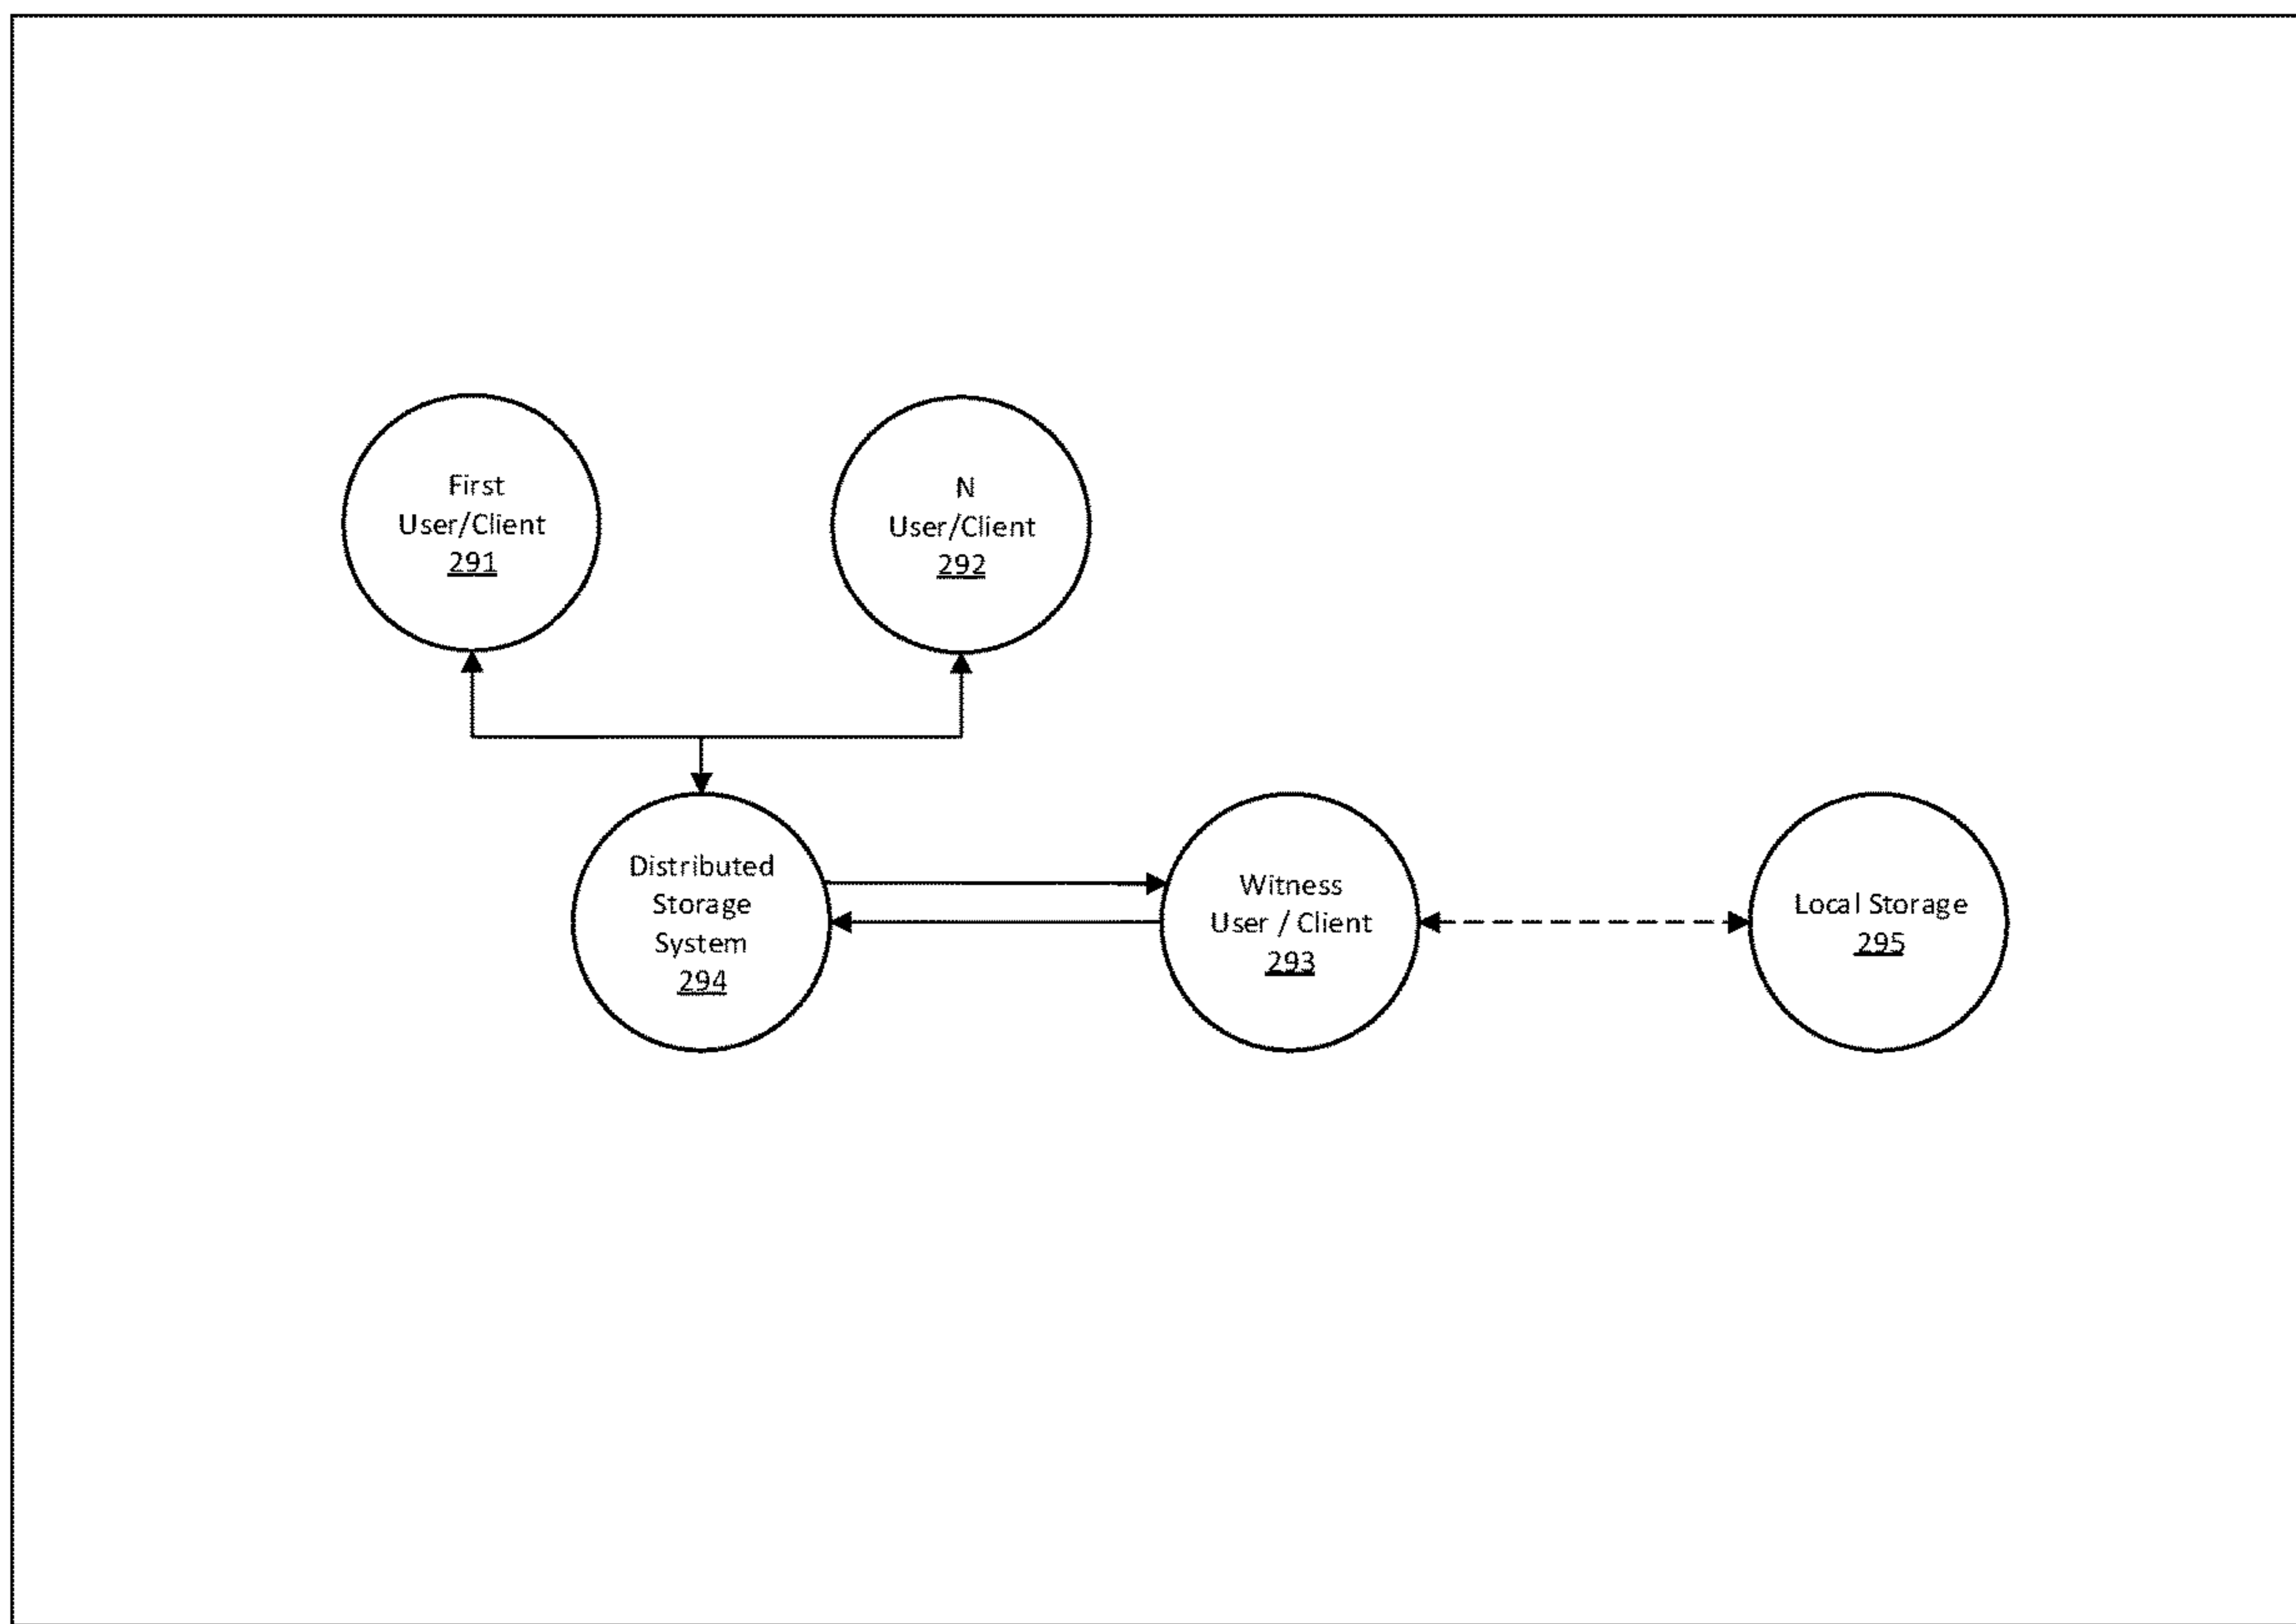 First
User/Client
291
N
User/Client
292
Distributed
Storage
System
294
Witness
User / Client
293
Local Storage
295